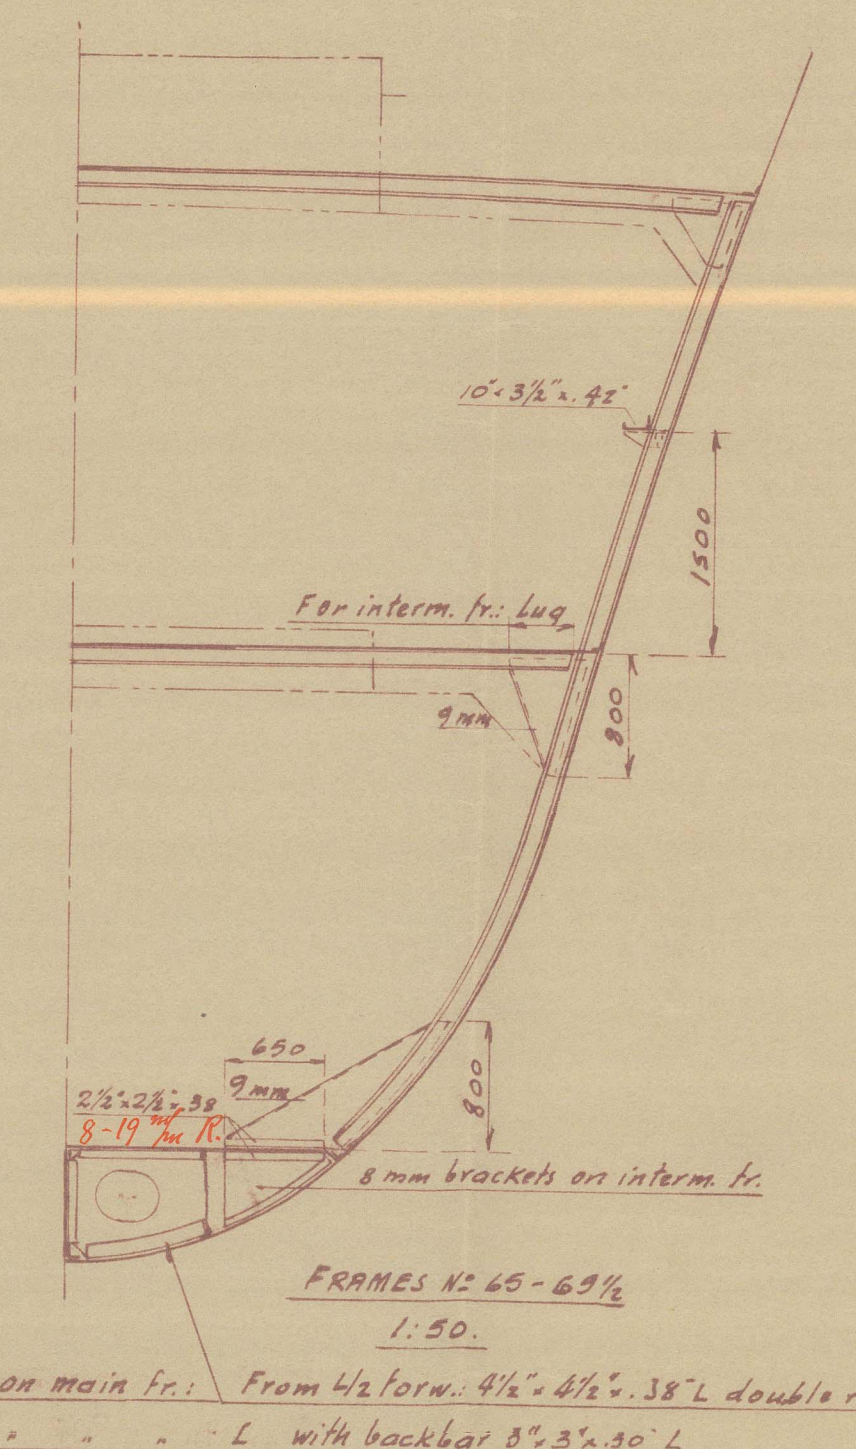 10" × 3½" × .42"
1500
For interm. fr.: Lug
800
9 mm
650
9 mm
2½" × 2½" × .38
8-19 m/m R.
800
8 mm brackets on interm. fr.
FRAMES Nº 65 - 69½
1:50.
on main fr.: From L/2 forw.: 4½" × 4½" × .38" L double r
" " " L with backbar 3" × 3" × .30" L